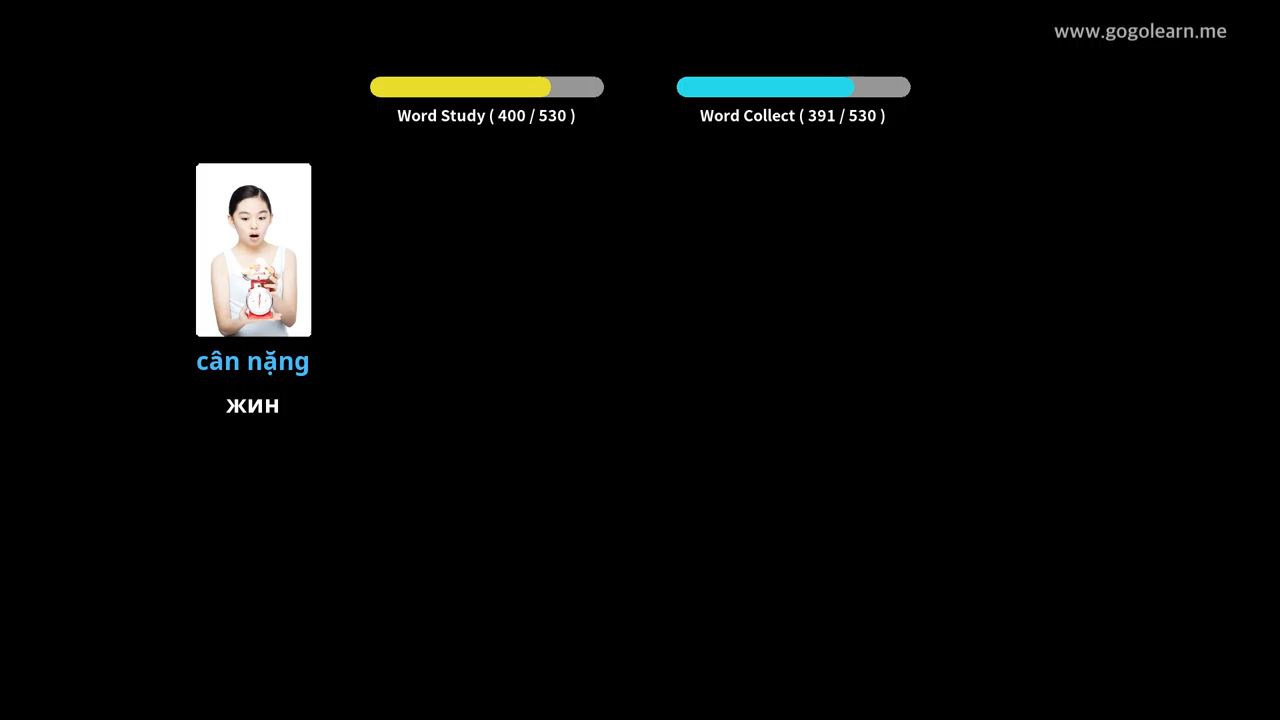 www.gogolearn.me
Word Study ( 400 / 530 )
Word Collect ( 391 / 530 )
cân nặng
жин